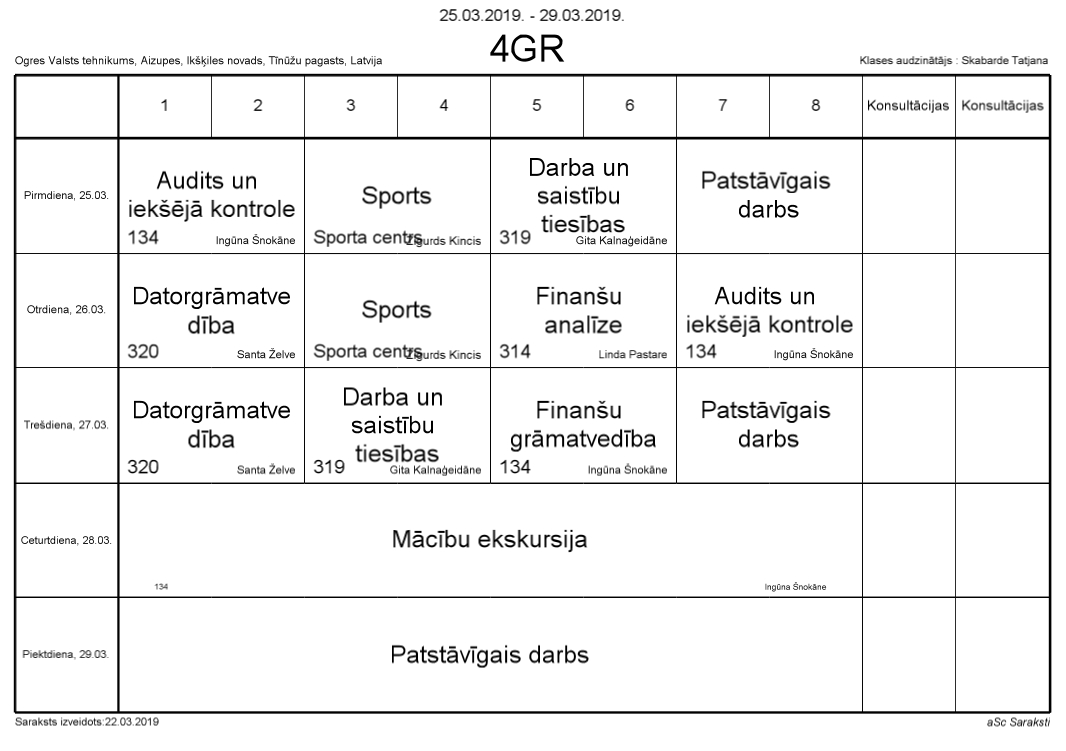 25.03.2019. - 29.03.2019.
4GR
Ogres Valsts tehnikums, Aizupes, Ikšķiles novads, Tīnūžu pagasts, Latvija
Klases audzinātājs : Skabarde Tatjana
1 2 3 4 5 6 7 8 Konsultācijas Konsultācijas
Pirmdiena, 25.03.
Audits un
iekšējā kontrole
134 Ingūna Šnokāne
Sports
Sporta centrs Zigurds Kincis
Darba un
saistību
tiesības
319 Gita Kalnaģeidāne
Patstāvīgais
darbs
Otrdiena, 26.03.
Datorgrāmatve
dība
320 Santa Želve
Sports
Sporta centrs Zigurds Kincis
Finanšu
analīze
314 Linda Pastare
Audits un
iekšējā kontrole
134 Ingūna Šnokāne
Trešdiena, 27.03.
Datorgrāmatve
dība
320 Santa Želve
Darba un
saistību
tiesības
319 Gita Kalnaģeidāne
Finanšu
grāmatvedība
134 Ingūna Šnokāne
Patstāvīgais
darbs
Ceturtdiena, 28.03.
Mācību ekskursija
134 Ingūna Šnokāne
Piektdiena, 29.03.
Patstāvīgais darbs
Saraksts izveidots:22.03.2019
aSc Saraksti